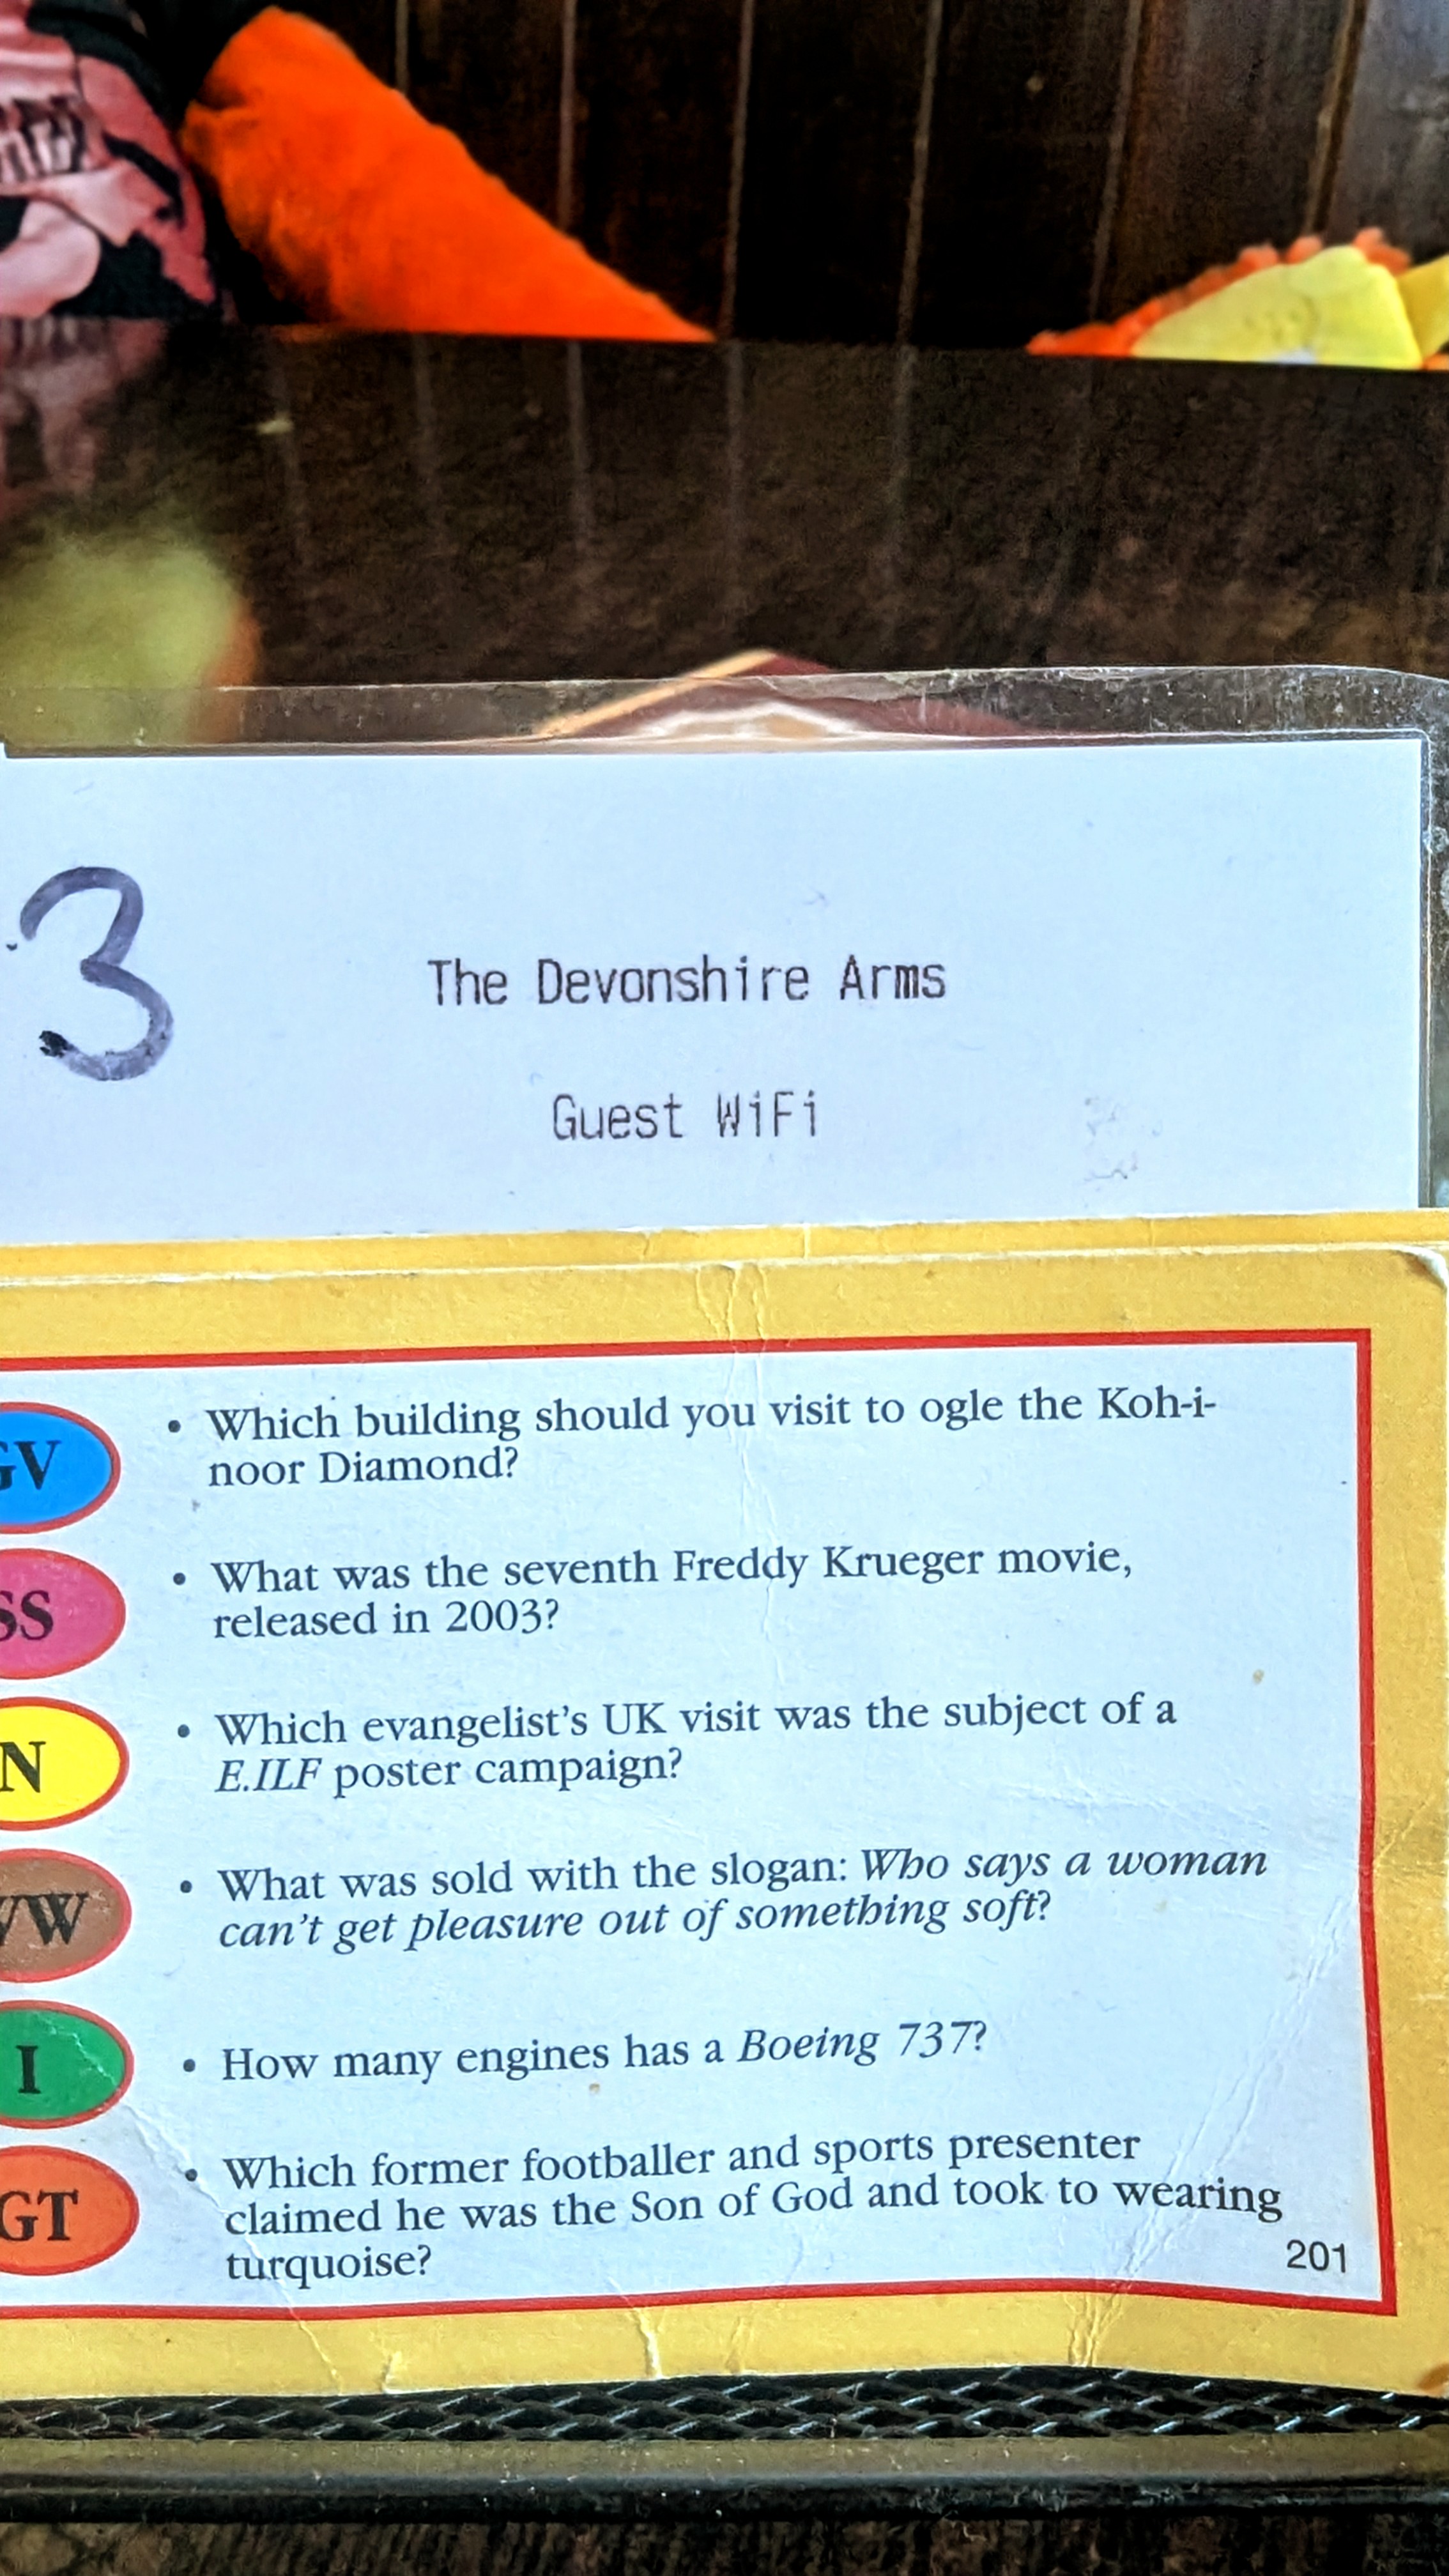 3
The Devonshire Arms
Guest WiFi
GV
• Which building should you visit to ogle the Koh-i-
noor Diamond?
SS
• What was the seventh Freddy Krueger movie,
released in 2003?
N
• Which evangelist's UK visit was the subject of a
E.ILF poster campaign?
• What was sold with the slogan: Who says a woman
can't get pleasure out of something soft?
W
I
• How many engines has a Boeing 737?
GT
• Which former footballer and sports presenter
claimed he was the Son of God and took to wearing
turquoise?
201